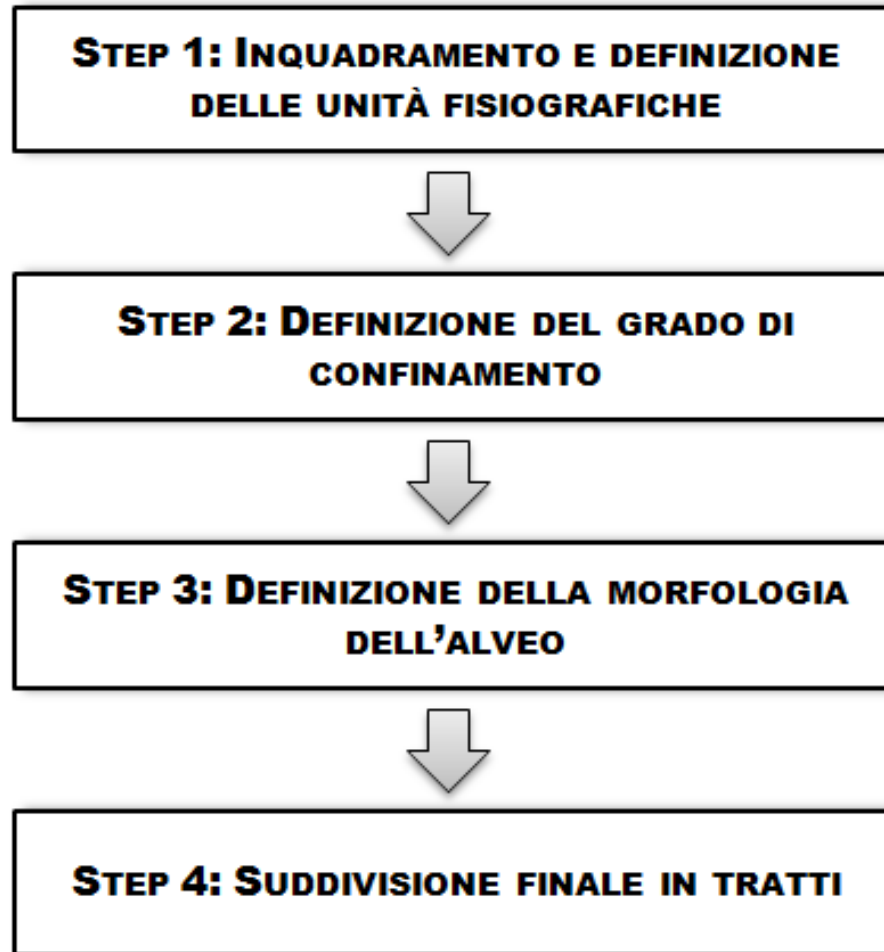 STEP 1: INQUADRAMENTO E DEFINIZIONE
DELLE UNITÀ FISIOGRAFICHE
STEP 2: DEFINIZIONE DEL GRADO DI
CONFINAMENTO
STEP 3: DEFINIZIONE DELLA MORFOLOGIA
DELL’ALVEO
STEP 4: SUDDIVISIONE FINALE IN TRATTI